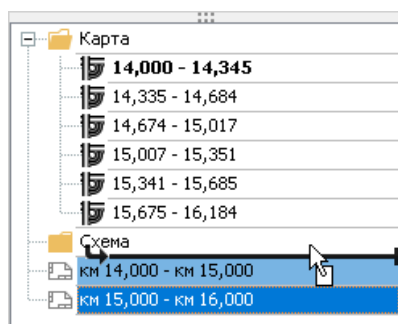 Карта
14,000 - 14,345
14,335 - 14,684
14,674 - 15,017
15,007 - 15,351
15,341 - 15,685
15,675 - 16,184
Схема
км 14,000 - км 15,000
км 15,000 - км 16,000